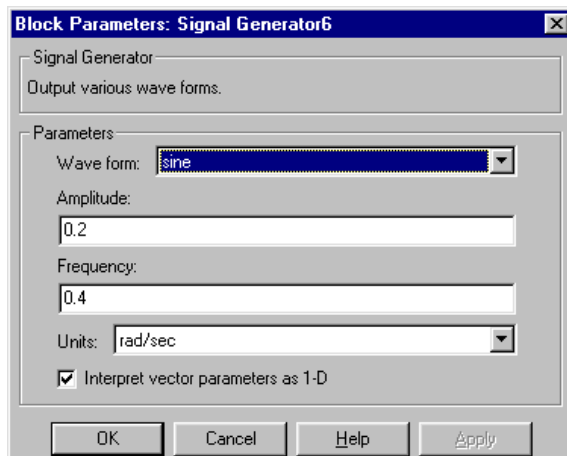 Block Parameters: Signal Generator6
Signal Generator
Output various wave forms.
Parameters
Wave form: sine
Amplitude:
0.2
Frequency:
0.4
Units: rad/sec
Interpret vector parameters as 1-D
OK Cancel Help Apply